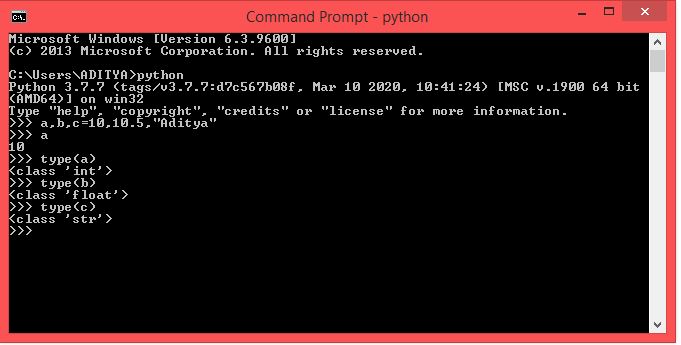 Command Prompt - python
Microsoft Windows [Version 6.3.9600]
(c) 2013 Microsoft Corporation. All rights reserved.
C:\Users\ADITYA>python
Python 3.7.7 (tags/v3.7.7:d7c567b08f, Mar 10 2020, 10:41:24) [MSC v.1900 64 bit
(AMD64)] on win32
Type "help", "copyright", "credits" or "license" for more information.
>>> a,b,c=10,10.5,"Aditya"
>>> a
10
>>> type(a)
<class 'int'>
>>> type(b)
<class 'float'>
>>> type(c)
<class 'str'>
>>>